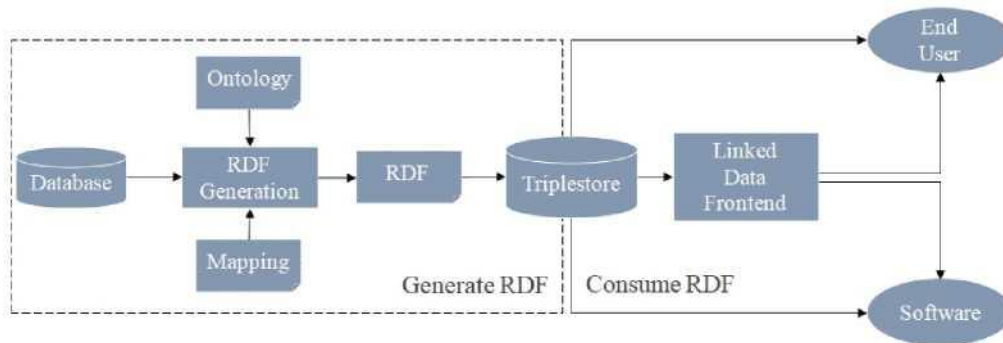 End
User
Ontology
Database
RDF
Generation
RDF
Triplestore
Linked
Data
Frontend
Mapping
Generate RDF
Consume RDF
Software